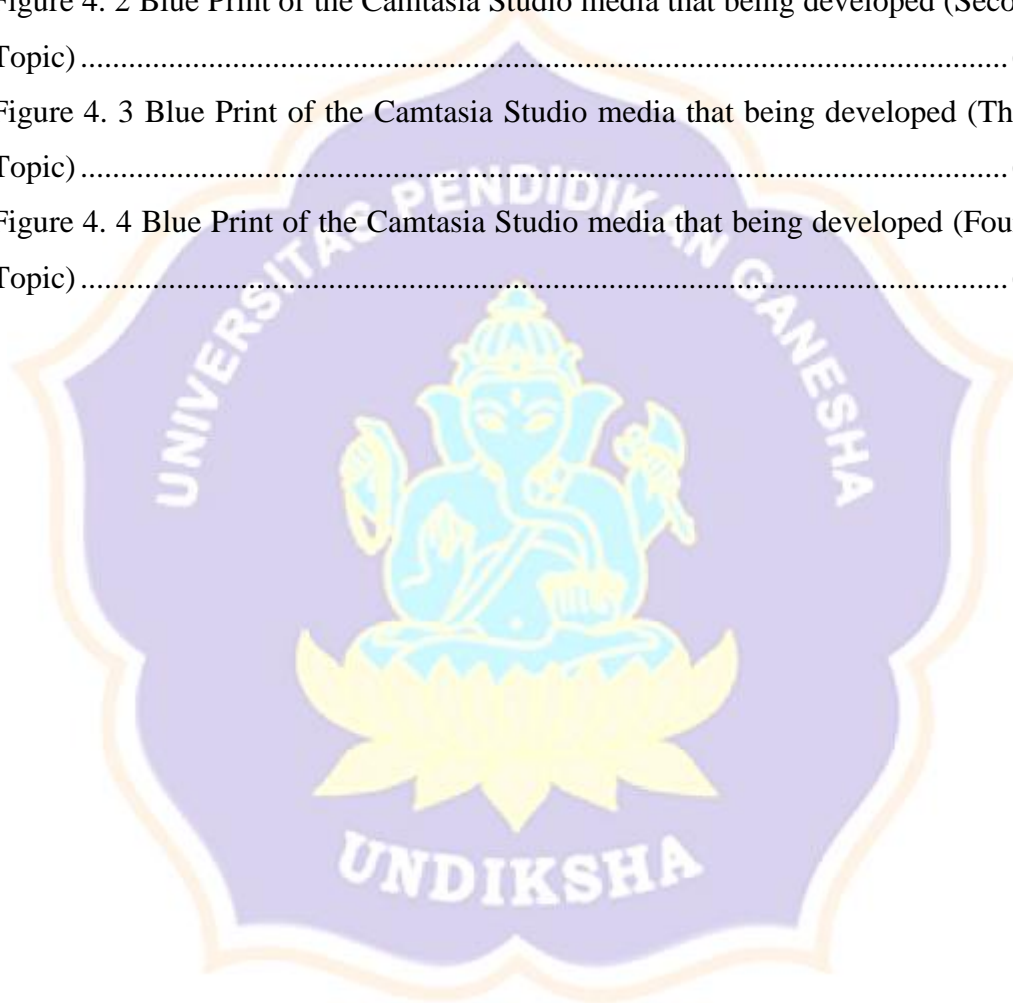 Figure 4. 2 Blue Print of the Camtasia Studio media that being developed (Seco
Topic)
Figure 4. 3 Blue Print of the Camtasia Studio media that being developed (Th
Topic)
Figure 4. 4 Blue Print of the Camtasia Studio media that being developed (Fou
Topic)
UNIVERSITAS PENDIDIKAN GANESHA
UNDIKSHA